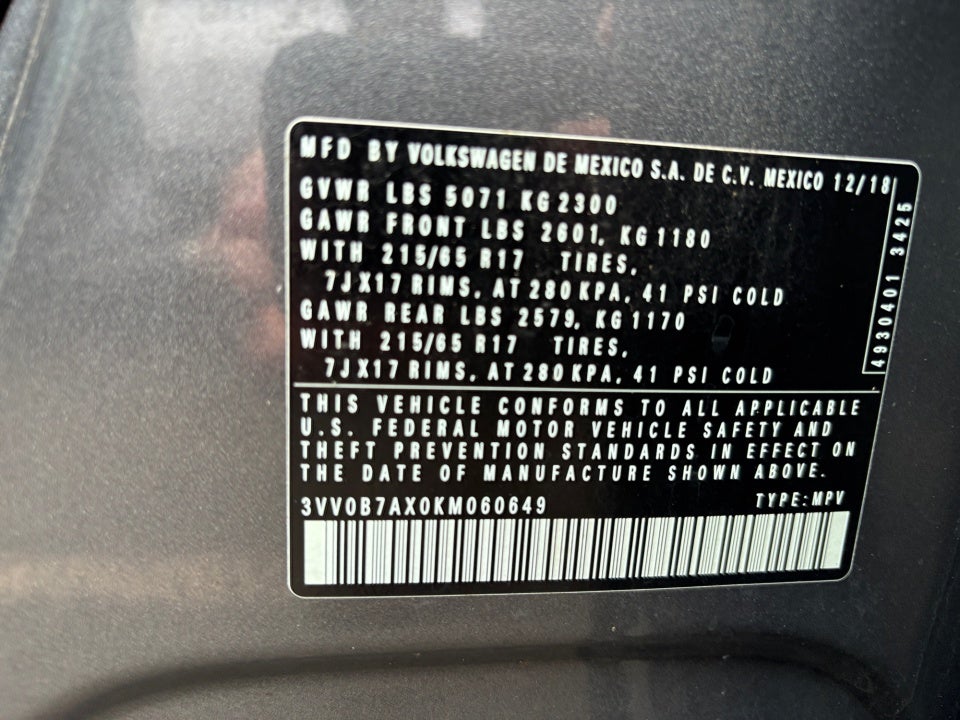 MFD BY VOLKSWAGEN DE MEXICO S.A. DE C.V. MEXICO 12/18
GVWR LBS 5071 KG 2300
GAWR FRONT LBS 2601, KG 1180
WITH 215/65 R17 TIRES,
7JX17 RIMS, AT 280 KPA, 41 PSI COLD
GAWR REAR LBS 2579, KG 1170
WITH 215/65 R17 TIRES,
7JX17 RIMS, AT 280 KPA, 41 PSI COLD
4930401 3425
THIS VEHICLE CONFORMS TO ALL APPLICABLE
U.S. FEDERAL MOTOR VEHICLE SAFETY AND
THEFT PREVENTION STANDARDS IN EFFECT ON
THE DATE OF MANUFACTURE SHOWN ABOVE.
3VV0B7AX0KM060649 TYPE: MPV